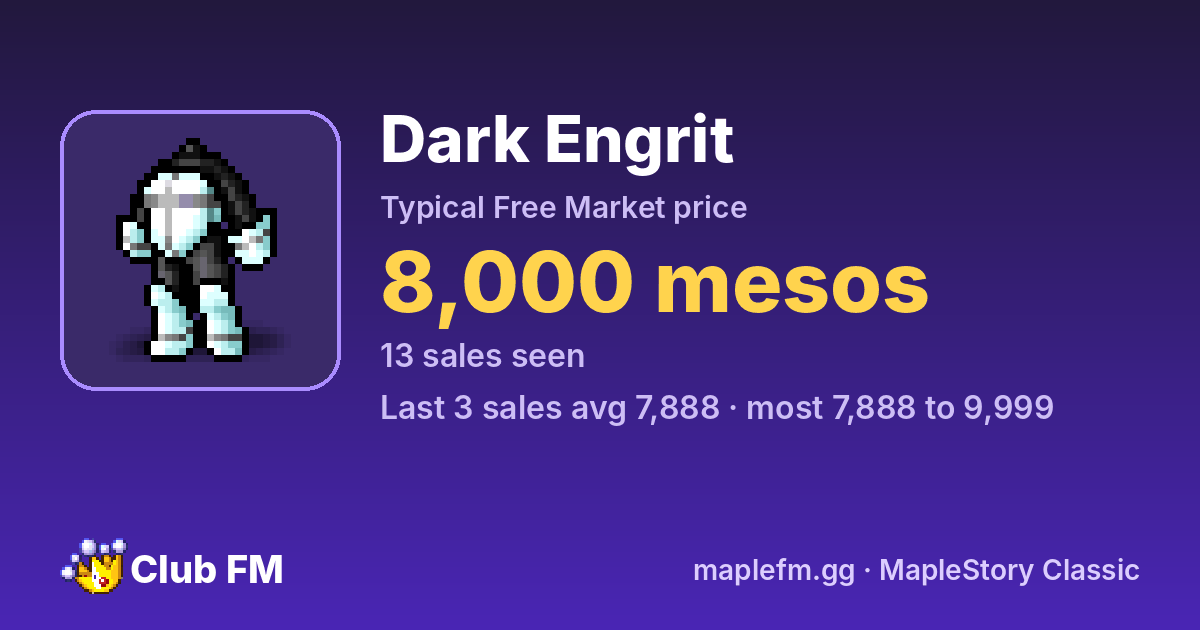 Dark Engrit
Typical Free Market price
8,000 mesos
13 sales seen
Last 3 sales avg 7,888 · most 7,888 to 9,999
Club FM
maplefm.gg · MapleStory Classic